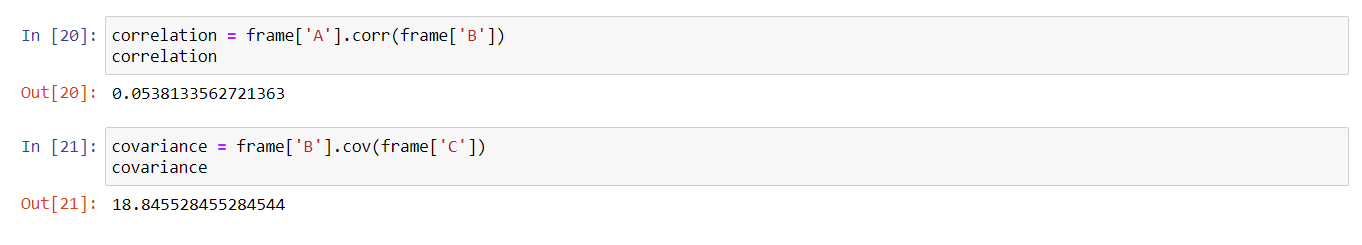 In [20]: correlation = frame['A'].corr(frame['B'])
correlation
Out[20]: 0.0538133562721363
In [21]: covariance = frame['B'].cov(frame['C'])
covariance
Out[21]: 18.845528455284544